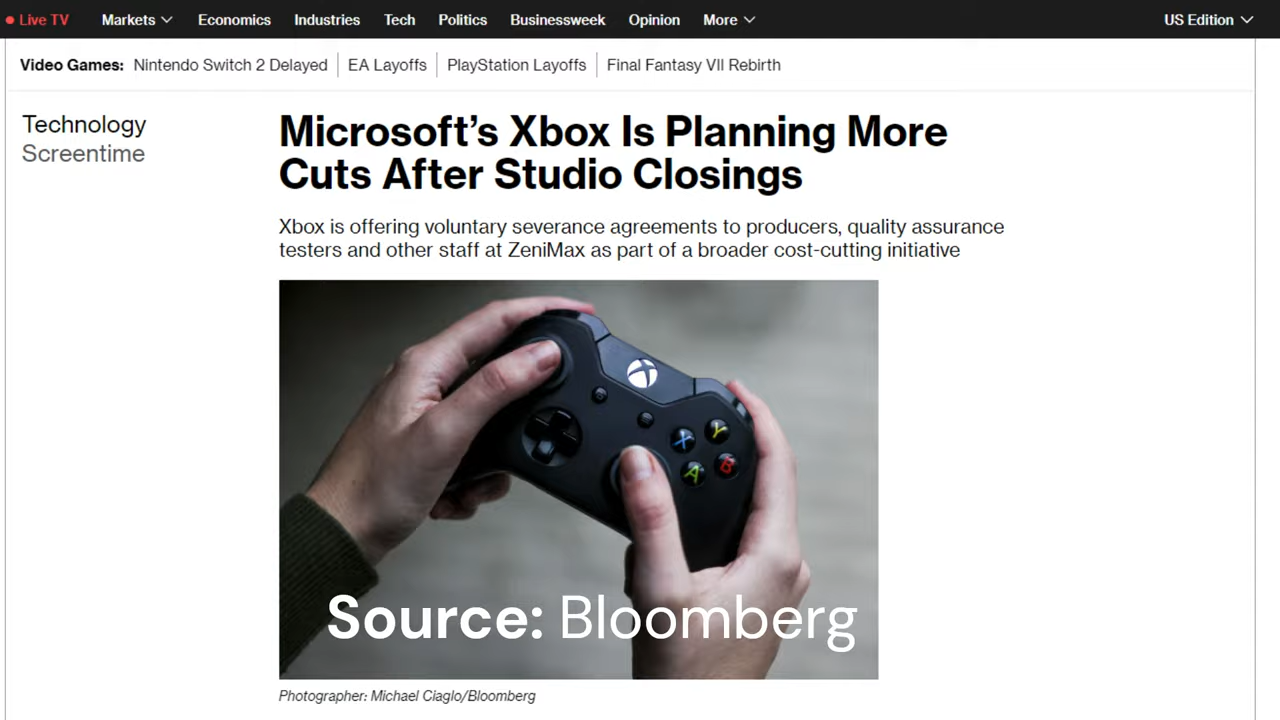 Live TV Markets Economics Industries Tech Politics Businessweek Opinion More US Edition
Video Games: Nintendo Switch 2 Delayed EA Layoffs PlayStation Layoffs Final Fantasy VII Rebirth
Technology
Screentime
Microsoft’s Xbox Is Planning More
Cuts After Studio Closings
Xbox is offering voluntary severance agreements to producers, quality assurance
testers and other staff at ZeniMax as part of a broader cost-cutting initiative
Y
X
B
A
Source: Bloomberg
Photographer: Michael Ciaglo/Bloomberg